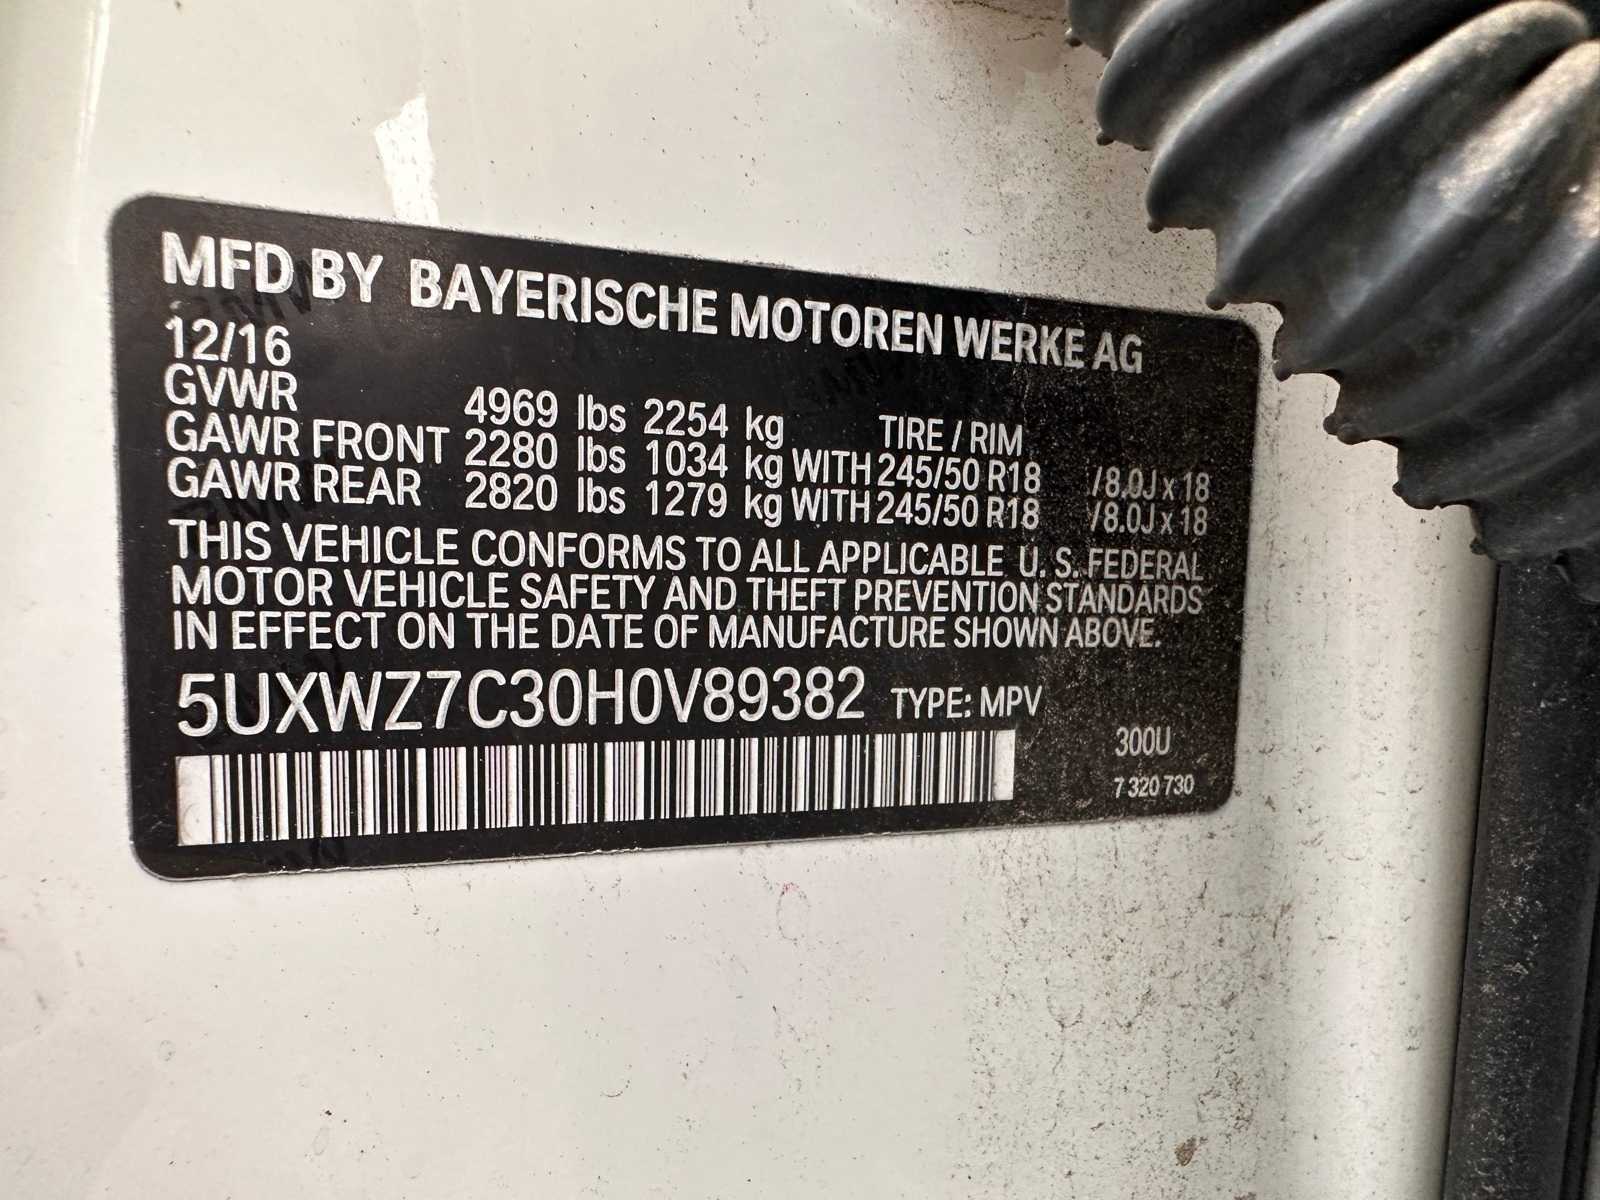 MFD BY BAYERISCHE MOTOREN WERKE AG
12/16
GVWR 4969 lbs 2254 kg TIRE / RIM
GAWR FRONT 2280 lbs 1034 kg WITH 245/50 R18 / 8.0J x 18
GAWR REAR 2820 lbs 1279 kg WITH 245/50 R18 / 8.0J x 18
THIS VEHICLE CONFORMS TO ALL APPLICABLE U. S. FEDERAL
MOTOR VEHICLE SAFETY AND THEFT PREVENTION STANDARDS
IN EFFECT ON THE DATE OF MANUFACTURE SHOWN ABOVE.
5UXWZ7C30H0V89382 TYPE: MPV
300U
7 320 730